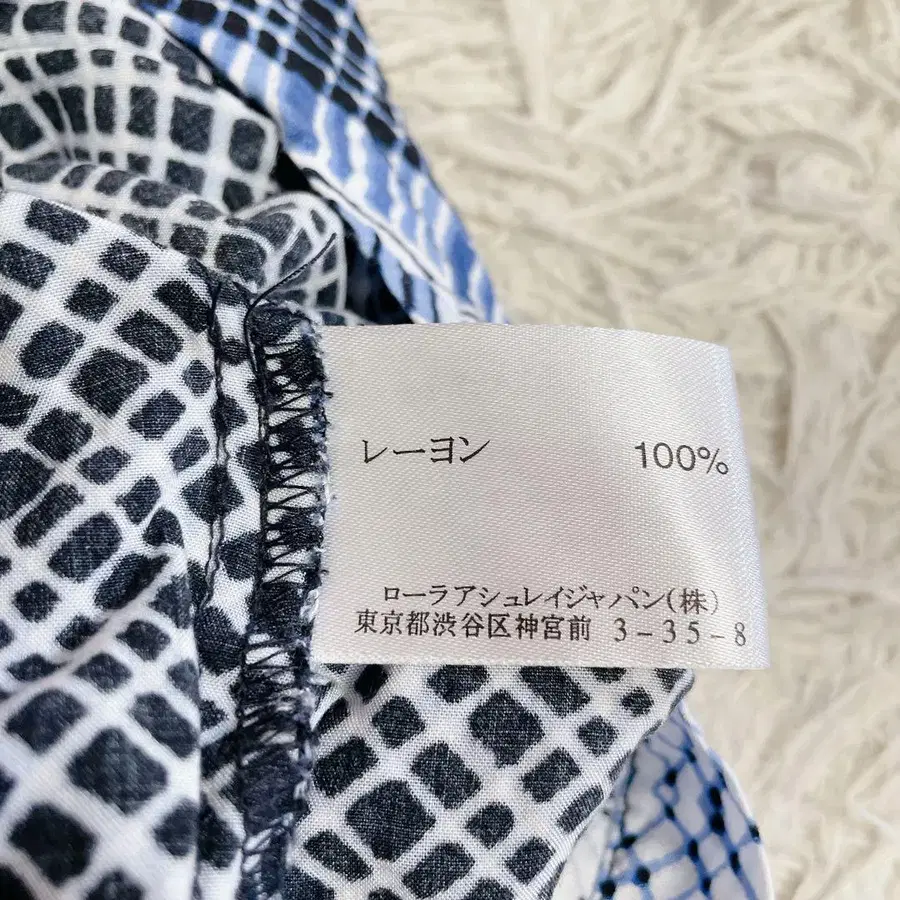 レーヨン 100%
ローラアシュレイジャパン(株)
東京都渋谷区神宮前 3-35-8